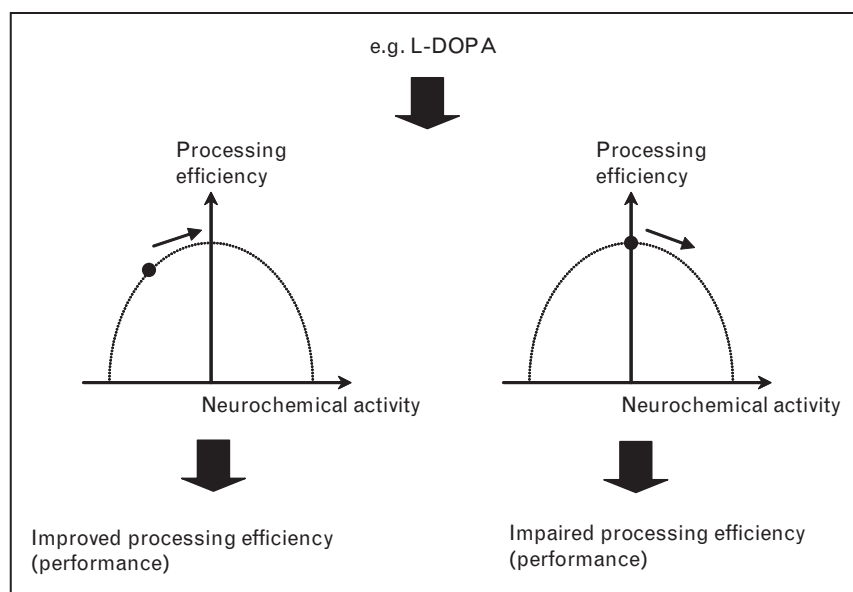 e.g. L-DOPA
Processing
efficiency
Neurochemical activity
Improved processing efficiency
(performance)
Processing
efficiency
Neurochemical activity
Impaired processing efficiency
(performance)